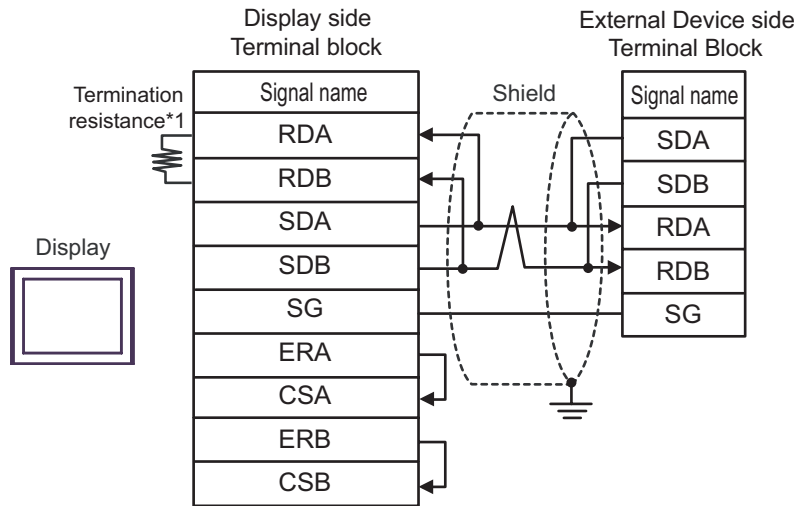 Display side
Terminal block
External Device side
Terminal Block
Termination
resistance*1
Signal name
Shield
Signal name
RDA
SDA
RDB
SDB
SDA
RDA
Display
SDB
RDB
SG
SG
ERA
CSA
ERB
CSB